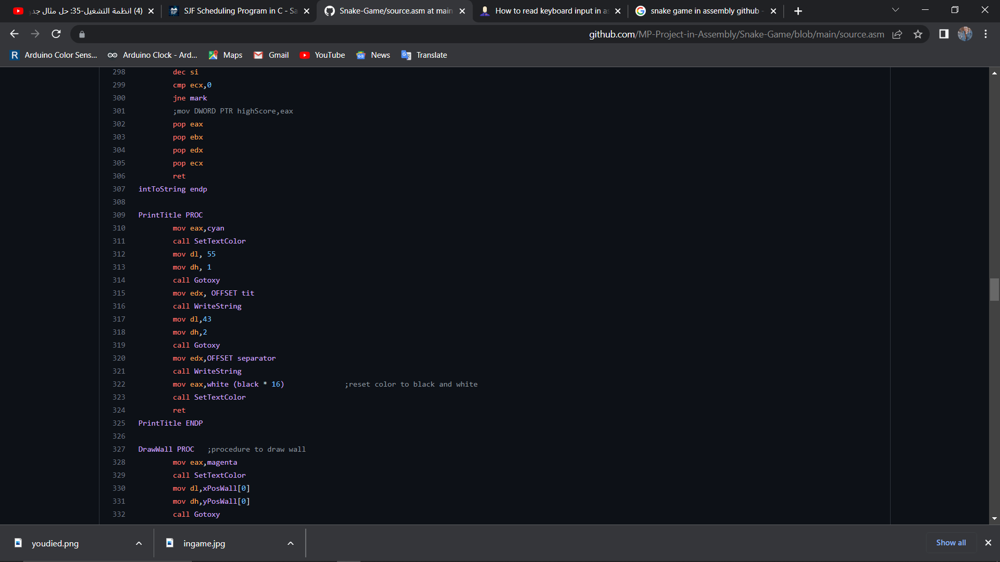 (4) انظمة التشغيل-35: حل مثال جدو
SJF Scheduling Program in C - Sa
Snake-Game/source.asm at main
How to read keyboard input in as
snake game in assembly github -
github.com/MP-Project-in-Assembly/Snake-Game/blob/main/source.asm
Arduino Color Sens...
Arduino Clock - Ard...
Maps
Gmail
YouTube
News
Translate
298 dec si
299 cmp ecx,0
300 jne mark
301 ;mov DWORD PTR highScore,eax
302 pop eax
303 pop ebx
304 pop edx
305 pop ecx
306 ret
307 intToString endp
308
309 PrintTitle PROC
310 mov eax,cyan
311 call SetTextColor
312 mov dl, 55
313 mov dh, 1
314 call Gotoxy
315 mov edx, OFFSET tit
316 call WriteString
317 mov dl,43
318 mov dh,2
319 call Gotoxy
320 mov edx,OFFSET separator
321 call WriteString
322 mov eax,white (black * 16) ;reset color to black and white
323 call SetTextColor
324 ret
325 PrintTitle ENDP
326
327 DrawWall PROC ;procedure to draw wall
328 mov eax,magenta
329 call SetTextColor
330 mov dl,xPosWall[0]
331 mov dh,yPosWall[0]
332 call Gotoxy
youdied.png
ingame.jpg
Show all